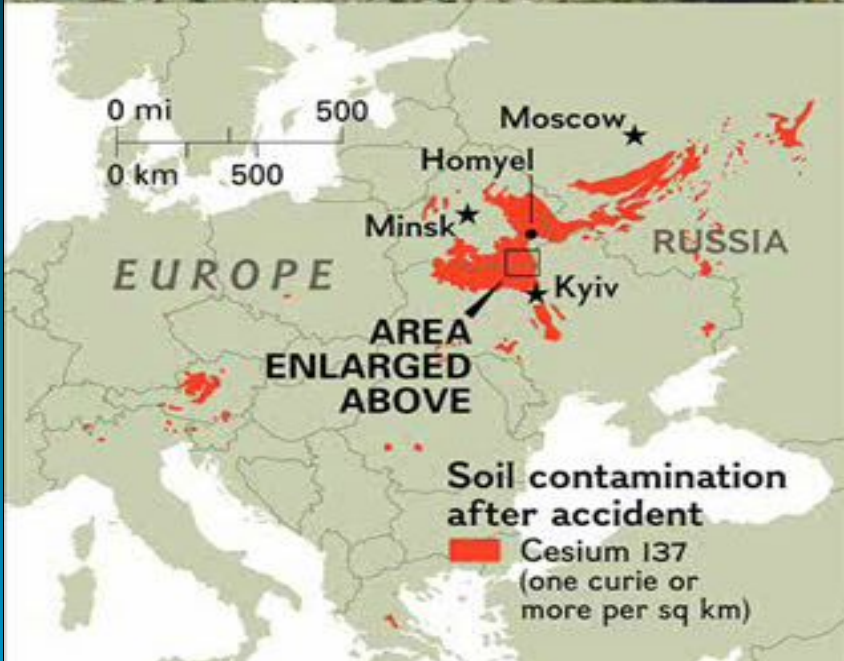 0 mi 500
0 km 500
Moscow
Homyel
Minsk
RUSSIA
EUROPE
Kyiv
AREA
ENLARGED
ABOVE
Soil contamination
after accident
Cesium 137
(one curie or
more per sq km)